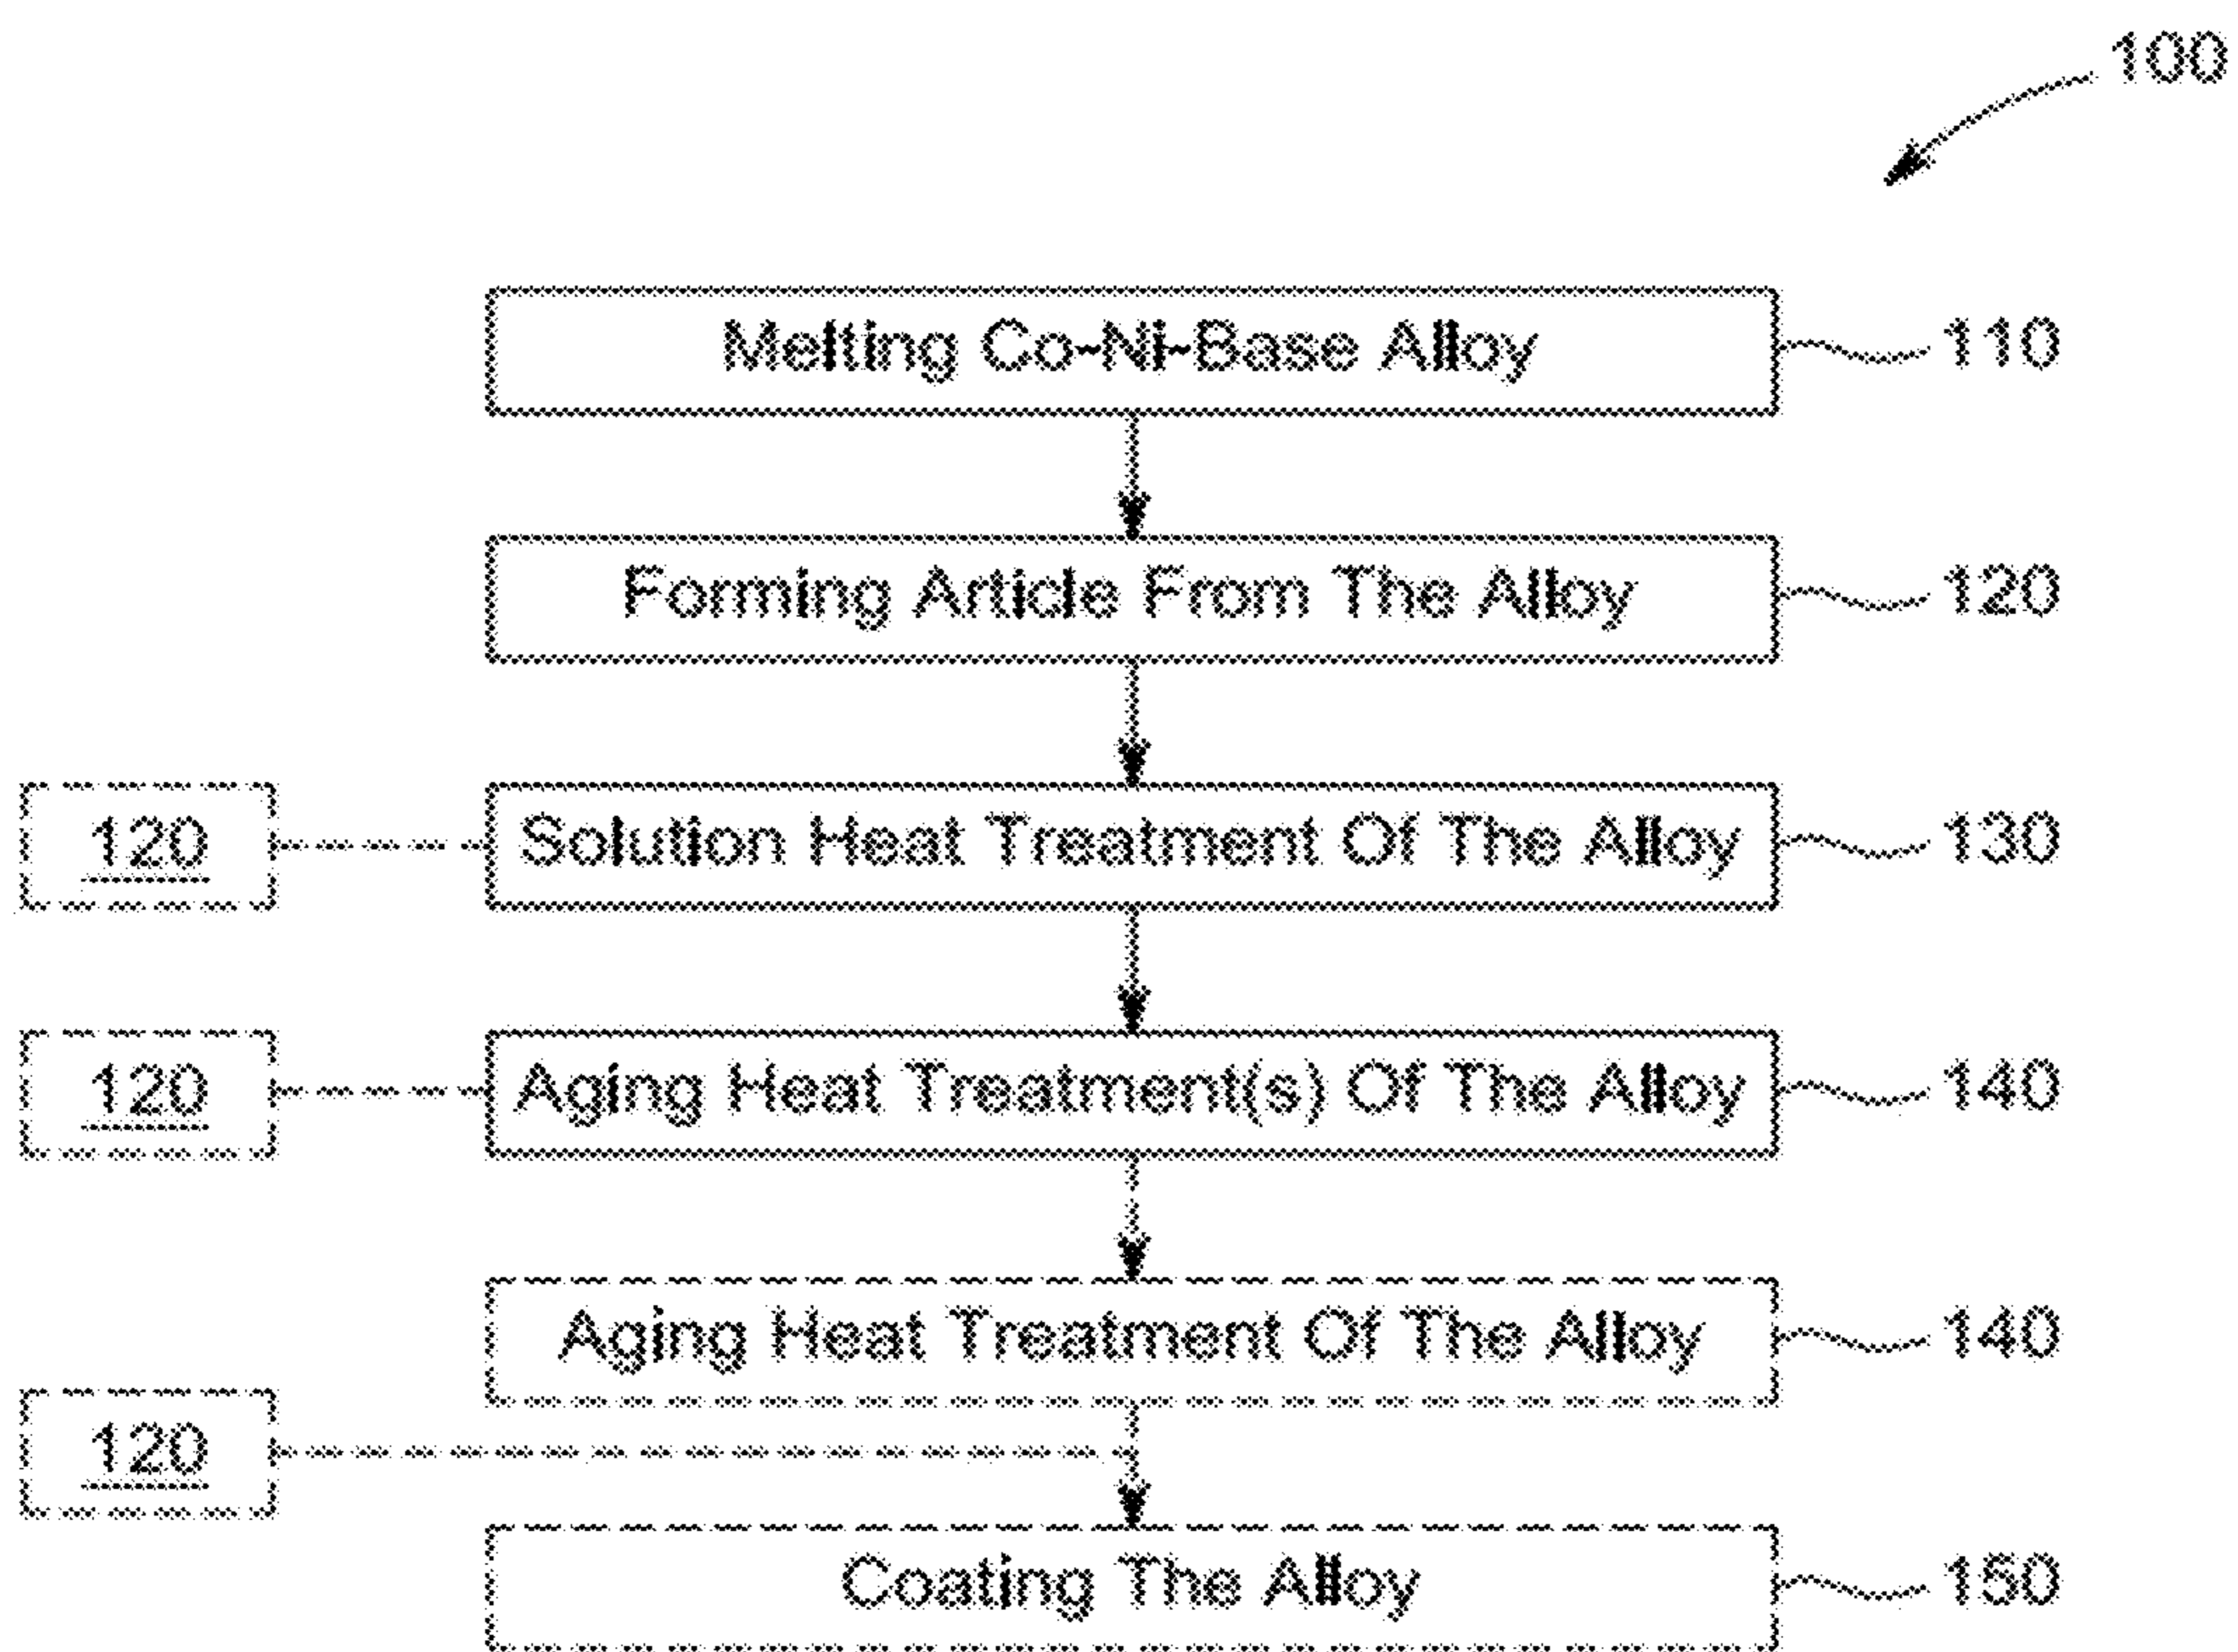 100
Melting Co-Ni-Base Alloy 110
Forming Article From The Alloy 120
120 Solution Heat Treatment Of The Alloy 130
120 Aging Heat Treatment(s) Of The Alloy 140
Aging Heat Treatment Of The Alloy 140
120
Coating The Alloy 150